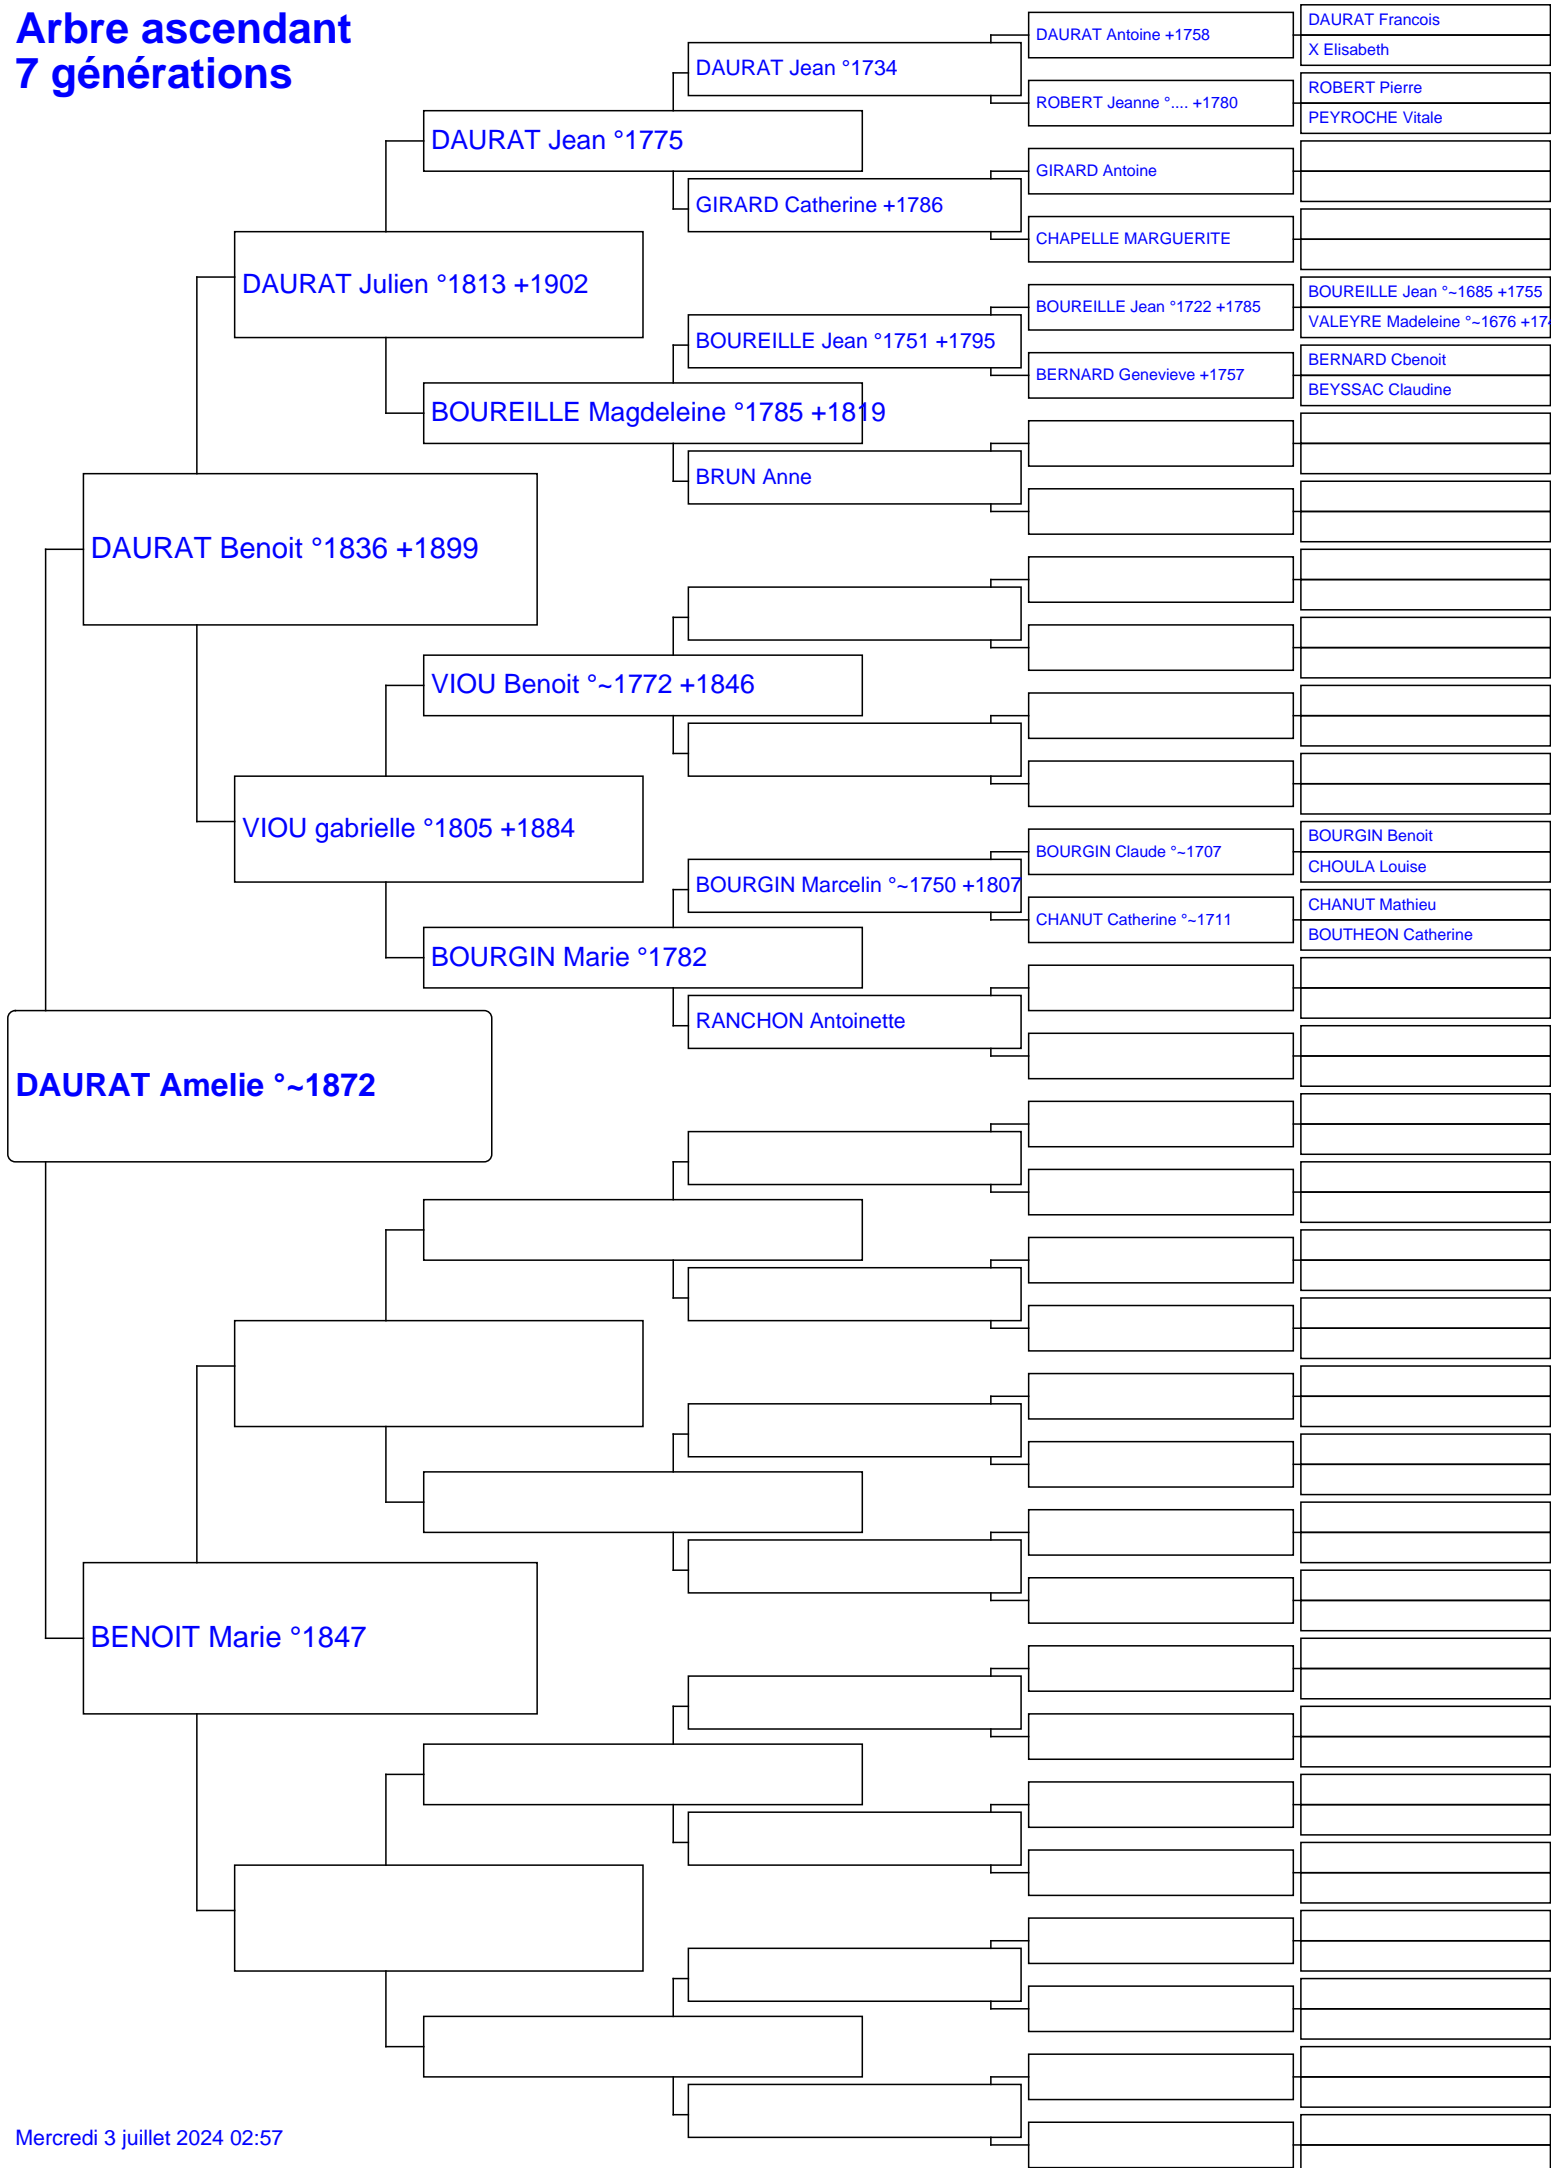 Arbre ascendant
7 générations
DAURAT Antoine +1758
DAURAT Francois
X Elisabeth
DAURAT Jean °1734
ROBERT Jeanne °.... +1780
ROBERT Pierre
PEYROCHE Vitale
DAURAT Jean °1775
GIRARD Antoine
GIRARD Catherine +1786
CHAPELLE MARGUERITE
DAURAT Julien °1813 +1902
BOUREILLE Jean °1722 +1785
BOUREILLE Jean °~1685 +1755
VALEYRE Madeleine °~1676 +174
BOUREILLE Jean °1751 +1795
BERNARD Genevieve +1757
BERNARD Cbenoit
BEYSSAC Claudine
BOUREILLE Magdeleine °1785 +1819
BRUN Anne
DAURAT Benoit °1836 +1899
VIOU Benoit °~1772 +1846
VIOU gabrielle °1805 +1884
BOURGIN Claude °~1707
BOURGIN Benoit
CHOULA Louise
BOURGIN Marcelin °~1750 +1807
CHANUT Catherine °~1711
CHANUT Mathieu
BOUTHEON Catherine
BOURGIN Marie °1782
RANCHON Antoinette
DAURAT Amelie °~1872
BENOIT Marie °1847
Mercredi 3 juillet 2024 02:57